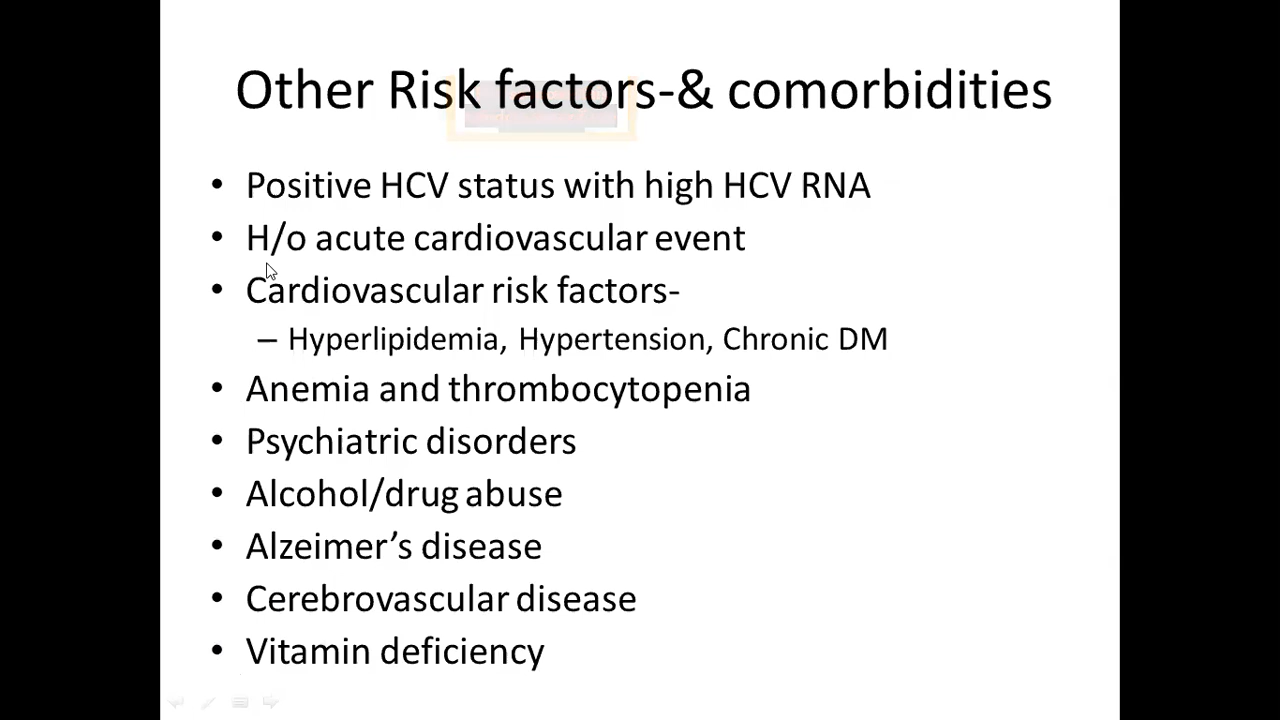 Other Risk factors-& comorbidities
• Positive HCV status with high HCV RNA
• H/o acute cardiovascular event
• Cardiovascular risk factors-
– Hyperlipidemia, Hypertension, Chronic DM
• Anemia and thrombocytopenia
• Psychiatric disorders
• Alcohol/drug abuse
• Alzeimer’s disease
• Cerebrovascular disease
• Vitamin deficiency